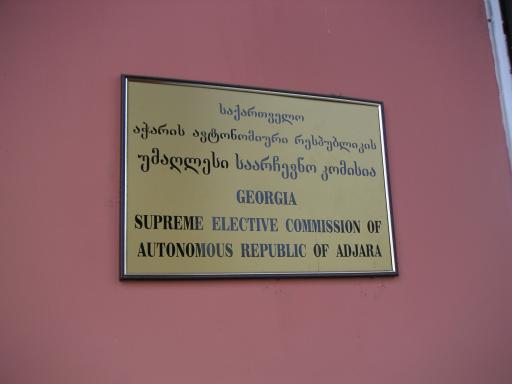 საქართველო
აჭარის ავტონომიური რესპუბლიკის
უმაღლესი საარჩევნო კომისია
GEORGIA
SUPREME ELECTIVE COMMISSION OF
AUTONOMOUS REPUBLIC OF ADJARA